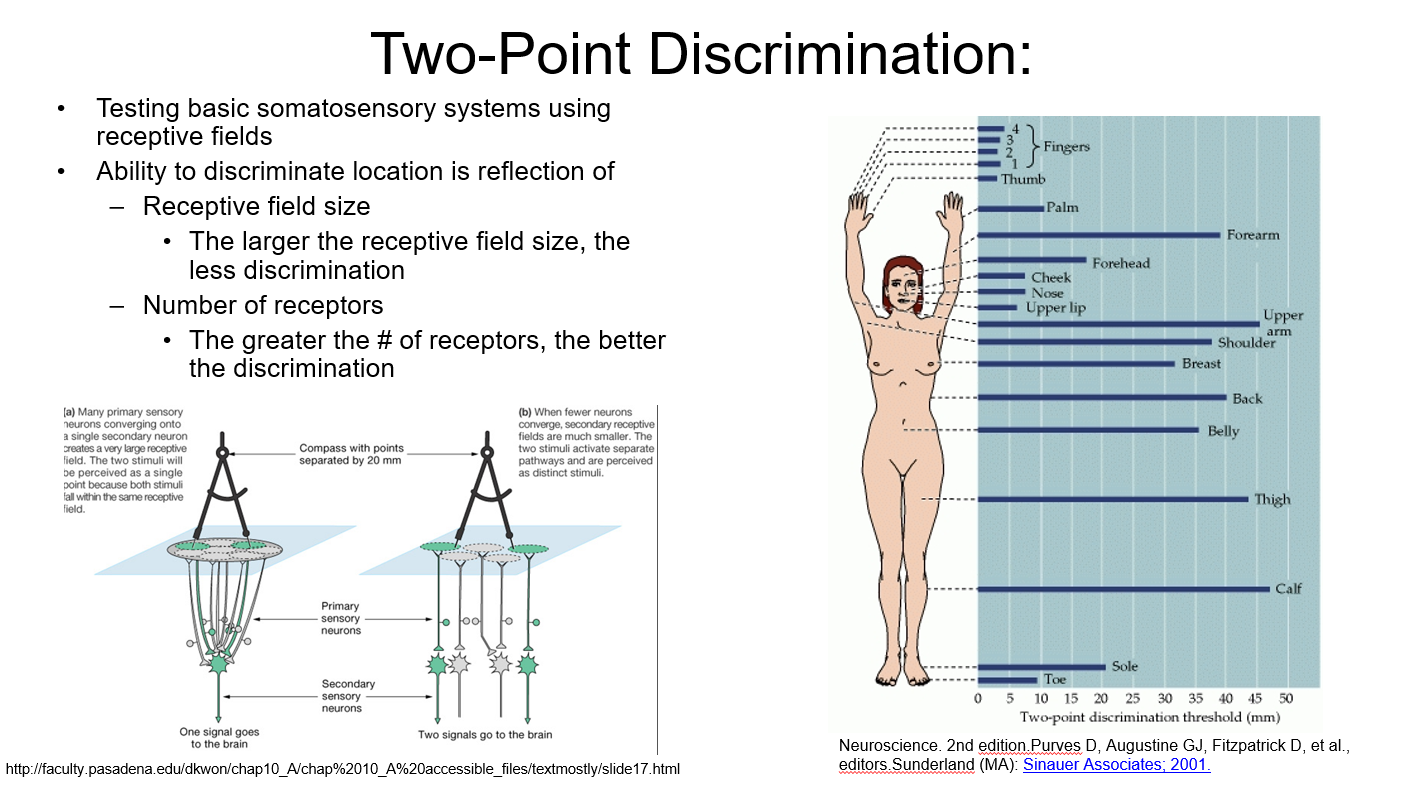 Two-Point Discrimination:
• Testing basic somatosensory systems using
receptive fields
• Ability to discriminate location is reflection of
– Receptive field size
• The larger the receptive field size, the
less discrimination
– Number of receptors
• The greater the # of receptors, the better
the discrimination
(a) Many primary sensory
neurons converging onto
a single secondary neuron
creates a very large receptive
field. The two stimuli will
be perceived as a single
point because both stimuli
fall within the same receptive
field.
Compass with points
separated by 20 mm
(b) When fewer neurons
converge, secondary receptive
fields are much smaller. The
two stimuli activate separate
pathways and are perceived
as distinct stimuli.
Primary
sensory
neurons
Secondary
sensory
neurons
One signal goes
to the brain
Two signals go to the brain
http://faculty.pasadena.edu/dkwon/chap10_A/chap%2010_A%20accessible_files/textmostly/slide17.html
4
3
2
1
Fingers
Thumb
Palm
Forearm
Forehead
Cheek
Nose
Upper lip
Upper
arm
Shoulder
Breast
Back
Belly
Thigh
Calf
Sole
Toe
0 5 10 15 20 25 30 35 40 45 50
Two-point discrimination threshold (mm)
Neuroscience. 2nd edition.Purves D, Augustine GJ, Fitzpatrick D, et al.,
editors.Sunderland (MA): Sinauer Associates; 2001.